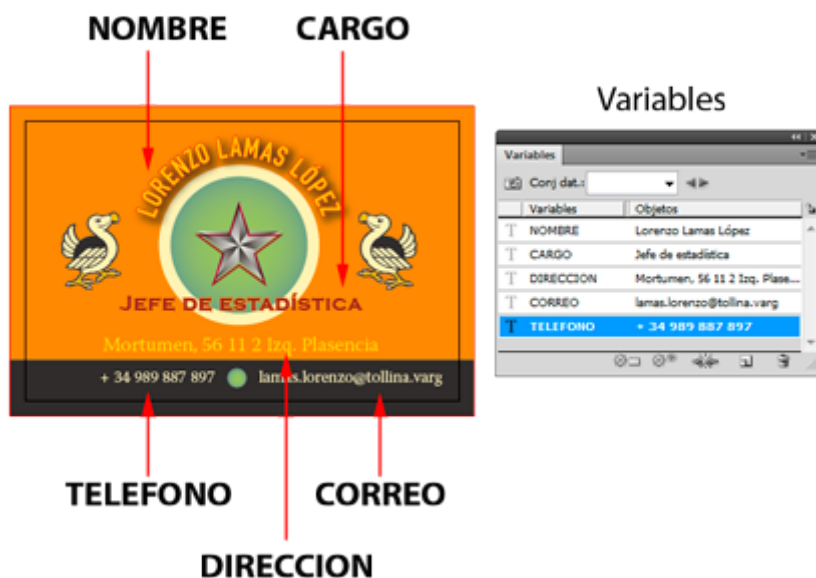 NOMBRE
CARGO
LORENZO LAMAS LÓPEZ
JEFE DE ESTADÍSTICA
Mortumen, 56 11 2 Izq. Plasencia
+ 34 989 887 897
lamas.lorenzo@tollina.varg
TELEFONO
CORREO
DIRECCION
Variables
Variables
Conj dat.:
Variables Objetos
T NOMBRE Lorenzo Lamas López
T CARGO Jefe de estadística
T DIRECCION Mortumen, 56 11 2 Izq. Plase...
T CORREO lamas.lorenzo@tollina.varg
T TELEFONO + 34 989 887 897